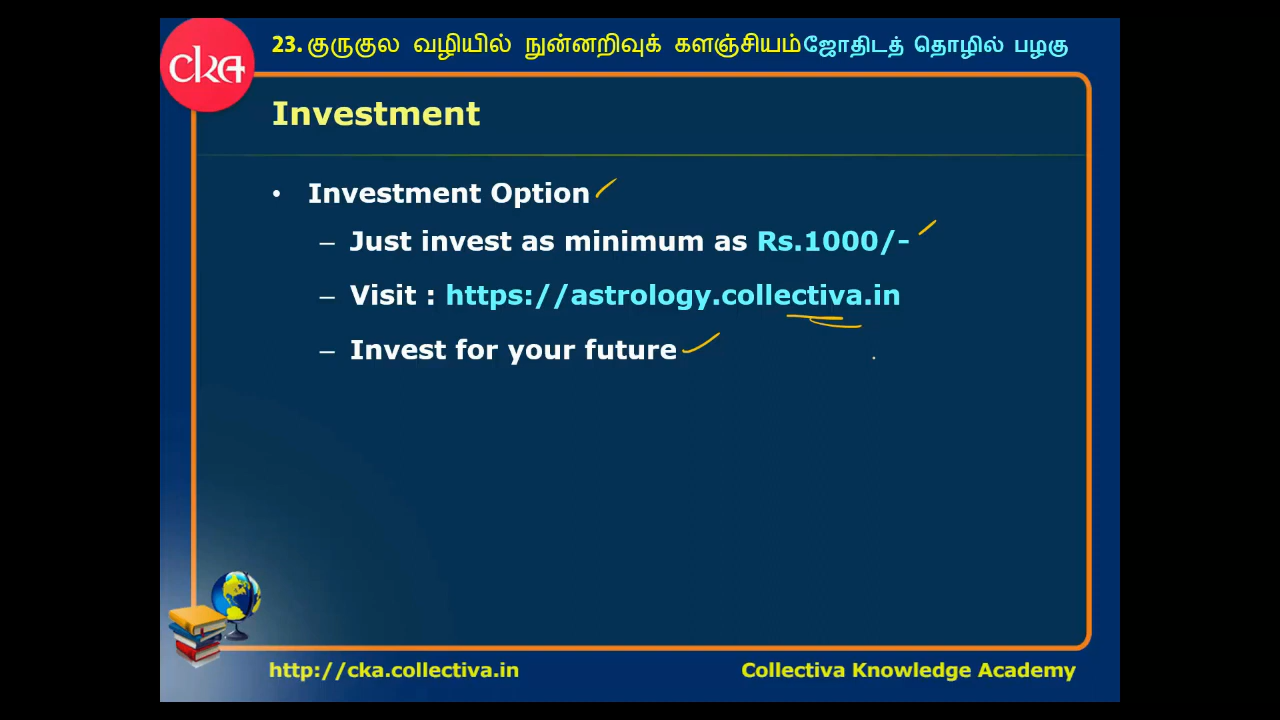 cka
23. குருகுல வழியில் நுன்னறிவுக் களஞ்சியம்ஜோதிடத் தொழில் பழகு
Investment
• Investment Option
– Just invest as minimum as Rs.1000/-
– Visit : https://astrology.collectiva.in
– Invest for your future
http://cka.collectiva.in Collectiva Knowledge Academy